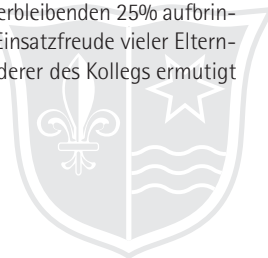 erbleibenden 25% aufbrin-
Einsatzfreude vieler Eltern-
derer des Kollegs ermutigt